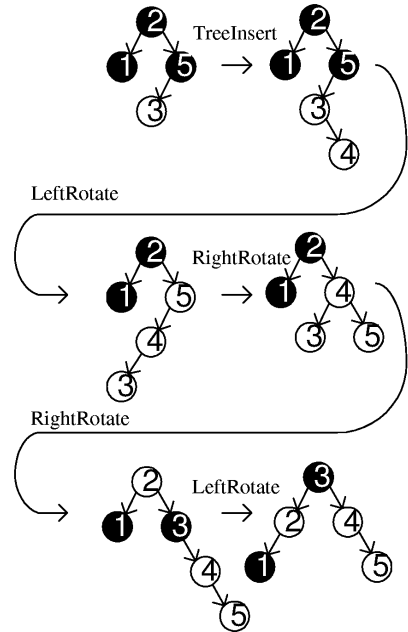 2 2
TreeInsert
1 5 1 5
3 3
4
LeftRotate
2 2
RightRotate
1 5 1 4
4 3 5
3
RightRotate
2 3
LeftRotate
1 3 2 4
4 1 5
5